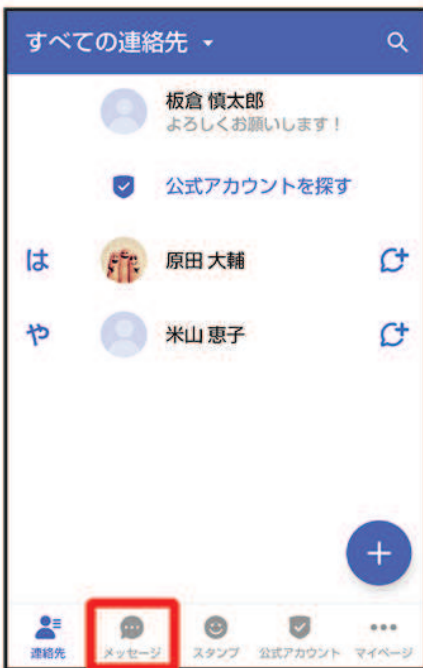 すべての連絡先
板倉 慎太郎
よろしくお願いします！
公式アカウントを探す
は 原田 大輔
や 米山 恵子
連絡先 メッセージ スタンプ 公式アカウント マイページ